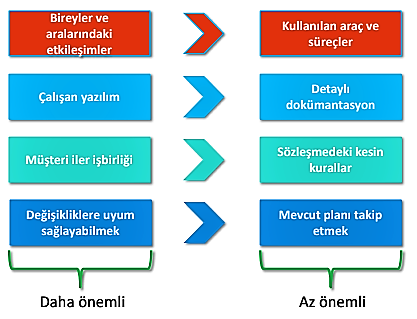 Bireyler ve
aralarındaki
etkileşimler
Kullanılan araç ve
süreçler
Çalışan yazılım
Detaylı
dokümantasyon
Müşteri iler işbirliği
Sözleşmedeki kesin
kurallar
Değişikliklere uyum
sağlayabilmek
Mevcut planı takip
etmek
Daha önemli
Az önemli